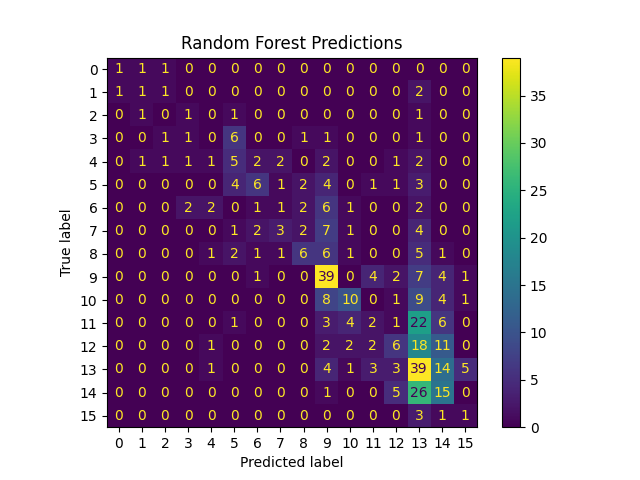 Random Forest Predictions
0 1 1 1 0 0 0 0 0 0 0 0 0 0 0 0 0
1 1 1 1 0 0 0 0 0 0 0 0 0 0 2 0 0
2 0 1 0 1 0 1 0 0 0 0 0 0 0 1 0 0
3 0 0 1 1 0 6 0 0 1 1 0 0 0 1 0 0
4 0 1 1 1 1 5 2 2 0 2 0 0 1 2 0 0
5 0 0 0 0 0 4 6 1 2 4 0 1 1 3 0 0
6 0 0 0 2 2 0 1 1 2 6 1 0 0 2 0 0
7 0 0 0 0 0 1 2 3 2 7 1 0 0 4 0 0
8 0 0 0 0 1 2 1 1 6 6 1 0 0 5 1 0
9 0 0 0 0 0 0 1 0 0 39 0 4 2 7 4 1
10 0 0 0 0 0 0 0 0 0 8 10 0 1 9 4 1
11 0 0 0 0 0 1 0 0 0 3 4 2 1 22 6 0
12 0 0 0 0 1 0 0 0 0 2 2 2 6 18 11 0
13 0 0 0 0 1 0 0 0 0 4 1 3 3 39 14 5
14 0 0 0 0 0 0 0 0 0 1 0 0 5 26 15 0
15 0 0 0 0 0 0 0 0 0 0 0 0 0 3 1 1
0 1 2 3 4 5 6 7 8 9 10 11 12 13 14 15
Predicted label
True label
35
30
25
20
15
10
5
0